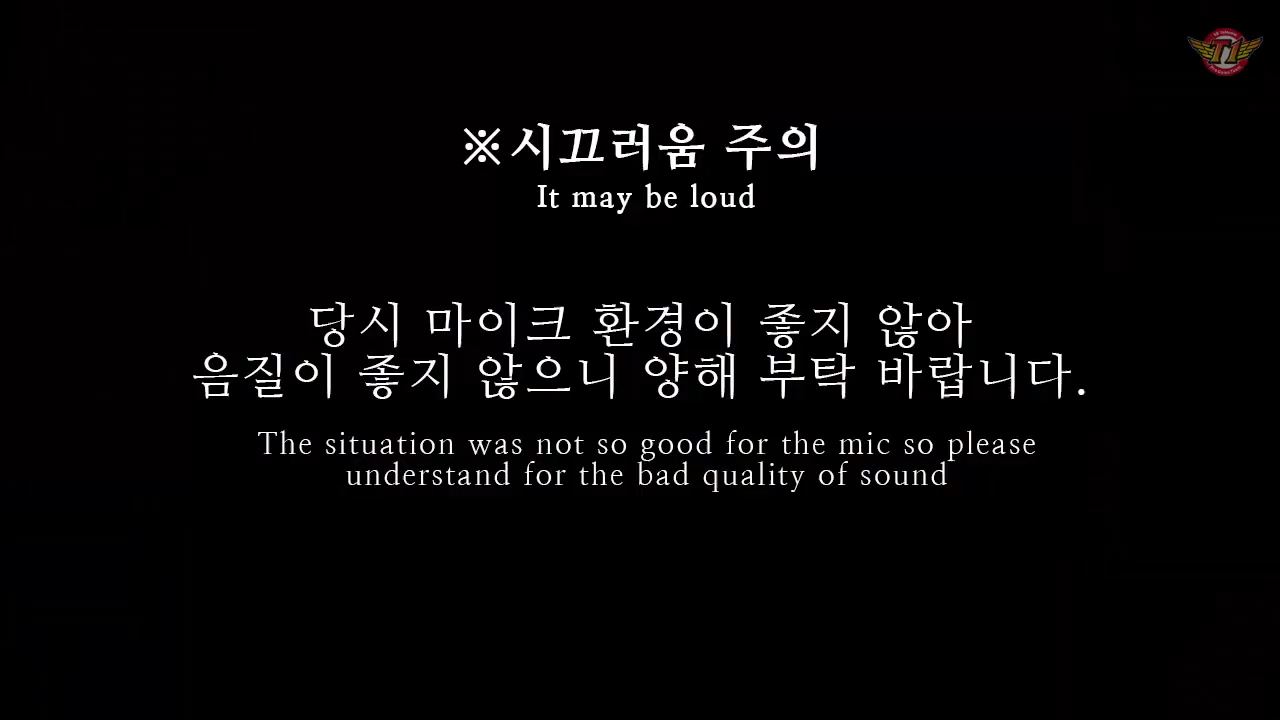 T1
※시끄러움 주의
It may be loud
당시 마이크 환경이 좋지 않아
음질이 좋지 않으니 양해 부탁 바랍니다.
The situation was not so good for the mic so please
understand for the bad quality of sound